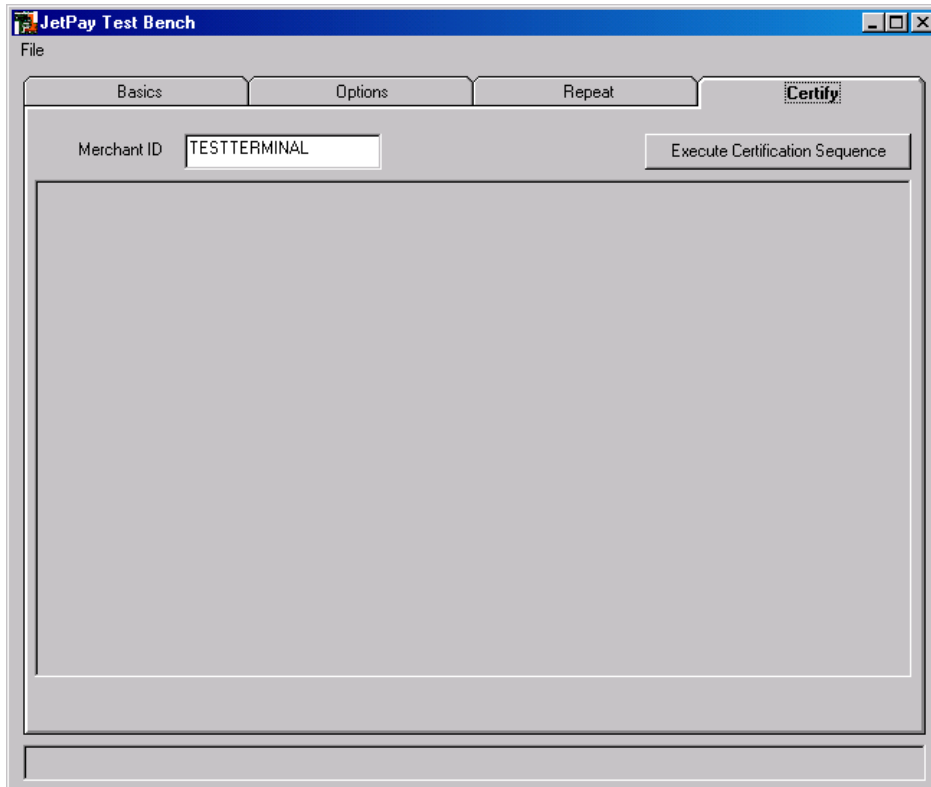 JetPay Test Bench
File
Basics Options Repeat Certify
Merchant ID TESTTERMINAL Execute Certification Sequence